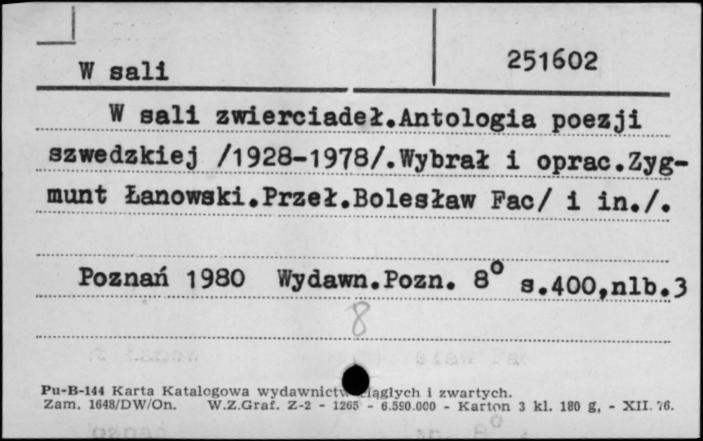 W sali
251602
W sali zwierciadeł.Antologia poezji
szwedzkiej /1928-1978/.Wybrał i oprac.Zyg-
munt Łanowski.Przeł.Bolesław Fac/ i in./.
Poznań 1980 Wydawn.Pozn. 8° s.400,nlb.3
8
Pu-B-144 Karta Katalogowa wydawnictw ciągłych i zwartych.
Zam. 1648/DW/On. W.Z.Graf. Z-2 - 1265 - 6.590.000 - Karton 3 kl. 180 g, - XII. 76.